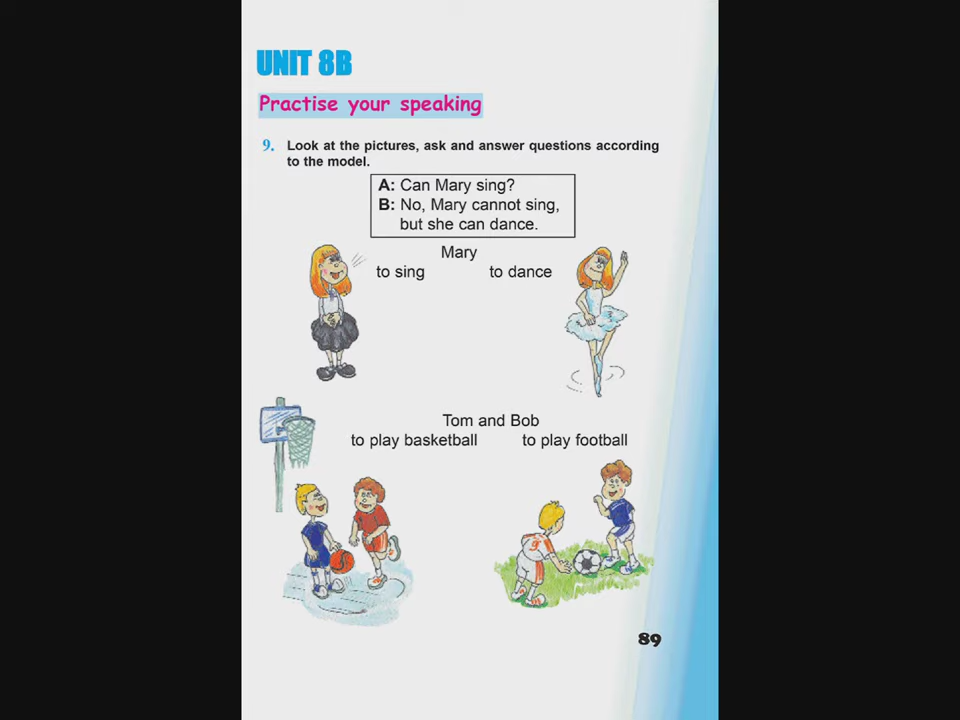 UNIT 8B
Practise your speaking
9. Look at the pictures, ask and answer questions according
to the model.
A: Can Mary sing?
B: No, Mary cannot sing,
but she can dance.
Mary
to sing to dance
Tom and Bob
to play basketball to play football
9
89